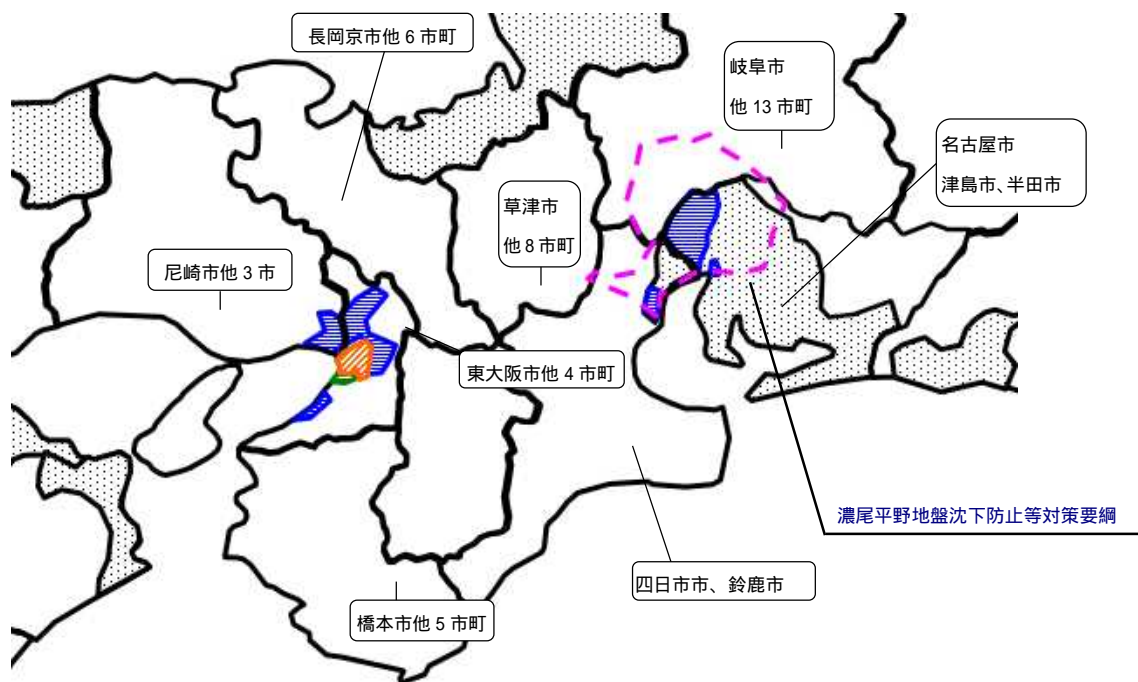 長岡京市他 6 市町
岐阜市
他 13 市町
名古屋市
津島市、半田市
草津市
他 8 市町
尼崎市他 3 市
東大阪市他 4 市町
濃尾平野地盤沈下防止等対策要綱
四日市市、鈴鹿市
橋本市他 5 市町